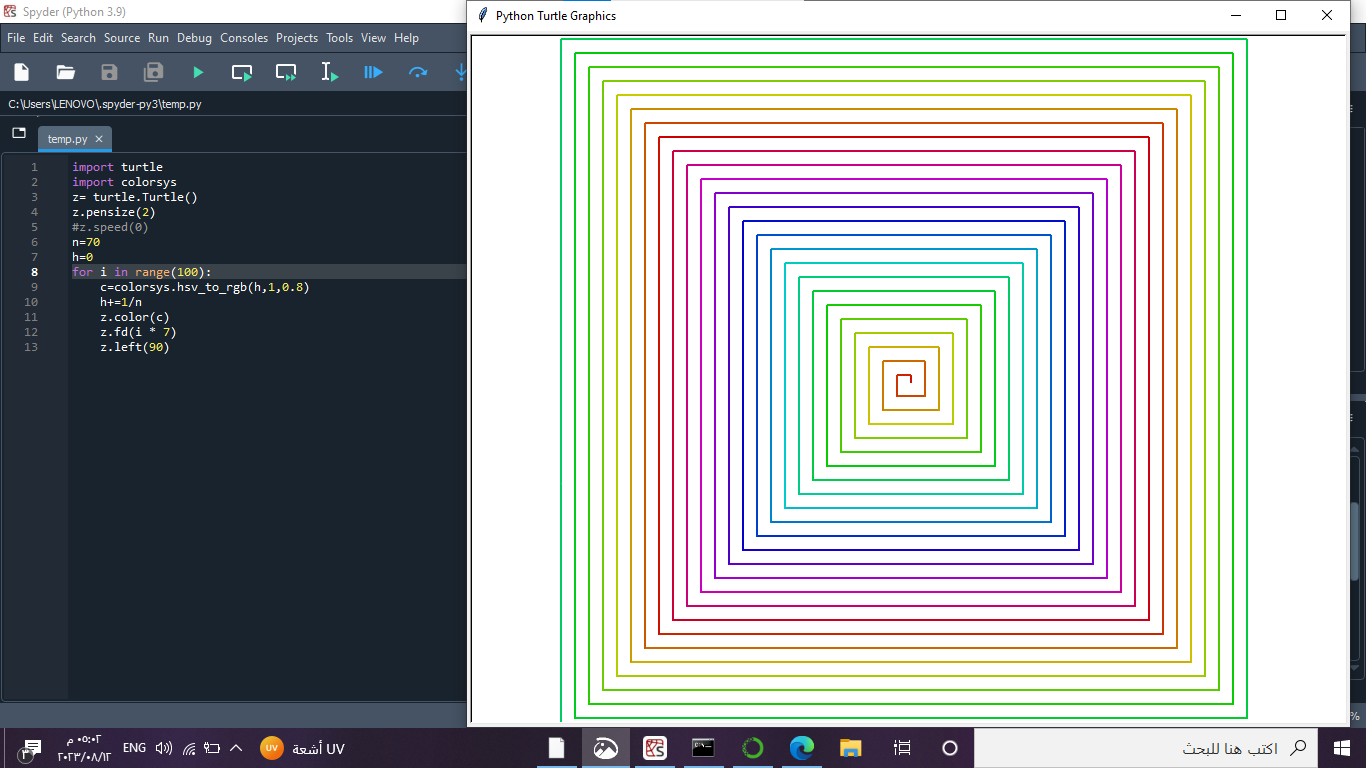 Spyder (Python 3.9)
File Edit Search Source Run Debug Consoles Projects Tools View Help
C:\Users\LENOVO\.spyder-py3\temp.py
temp.py
1 import turtle
2 import colorsys
3 z= turtle.Turtle()
4 z.pensize(2)
5 #z.speed(0)
6 n=70
7 h=0
8 for i in range(100):
9     c=colorsys.hsv_to_rgb(h,1,0.8)
10     h+=1/n
11     z.color(c)
12     z.fd(i * 7)
13     z.left(90)
Python Turtle Graphics
%
٣
٠٥:٠٢ م
٢٠٢٣/٠٨/١٢
ENG
UV
أشعة UV
اكتب هنا للبحث